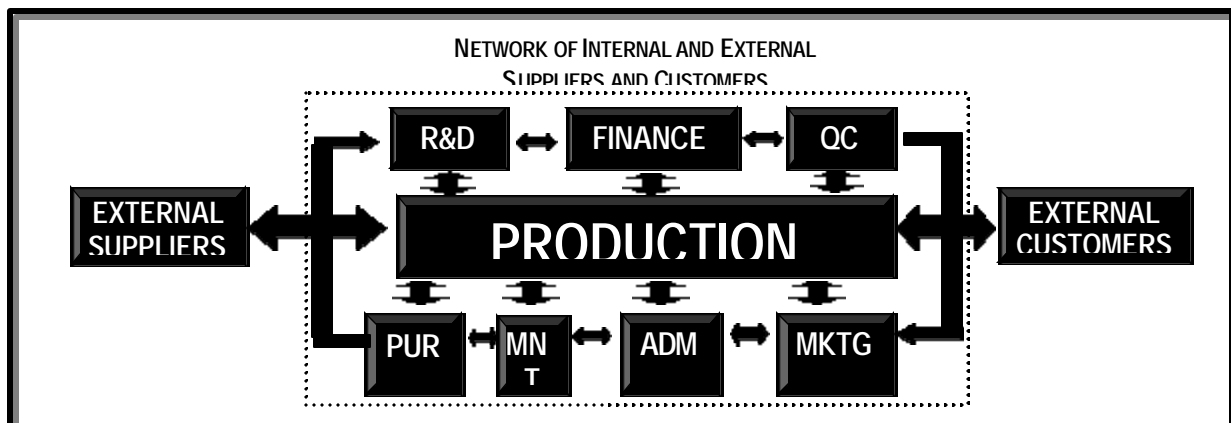 NETWORK OF INTERNAL AND EXTERNAL
SUPPLIERS AND CUSTOMERS
R&D
FINANCE
QC
EXTERNAL
SUPPLIERS
PRODUCTION
EXTERNAL
CUSTOMERS
PUR
MN
T
ADM
MKTG